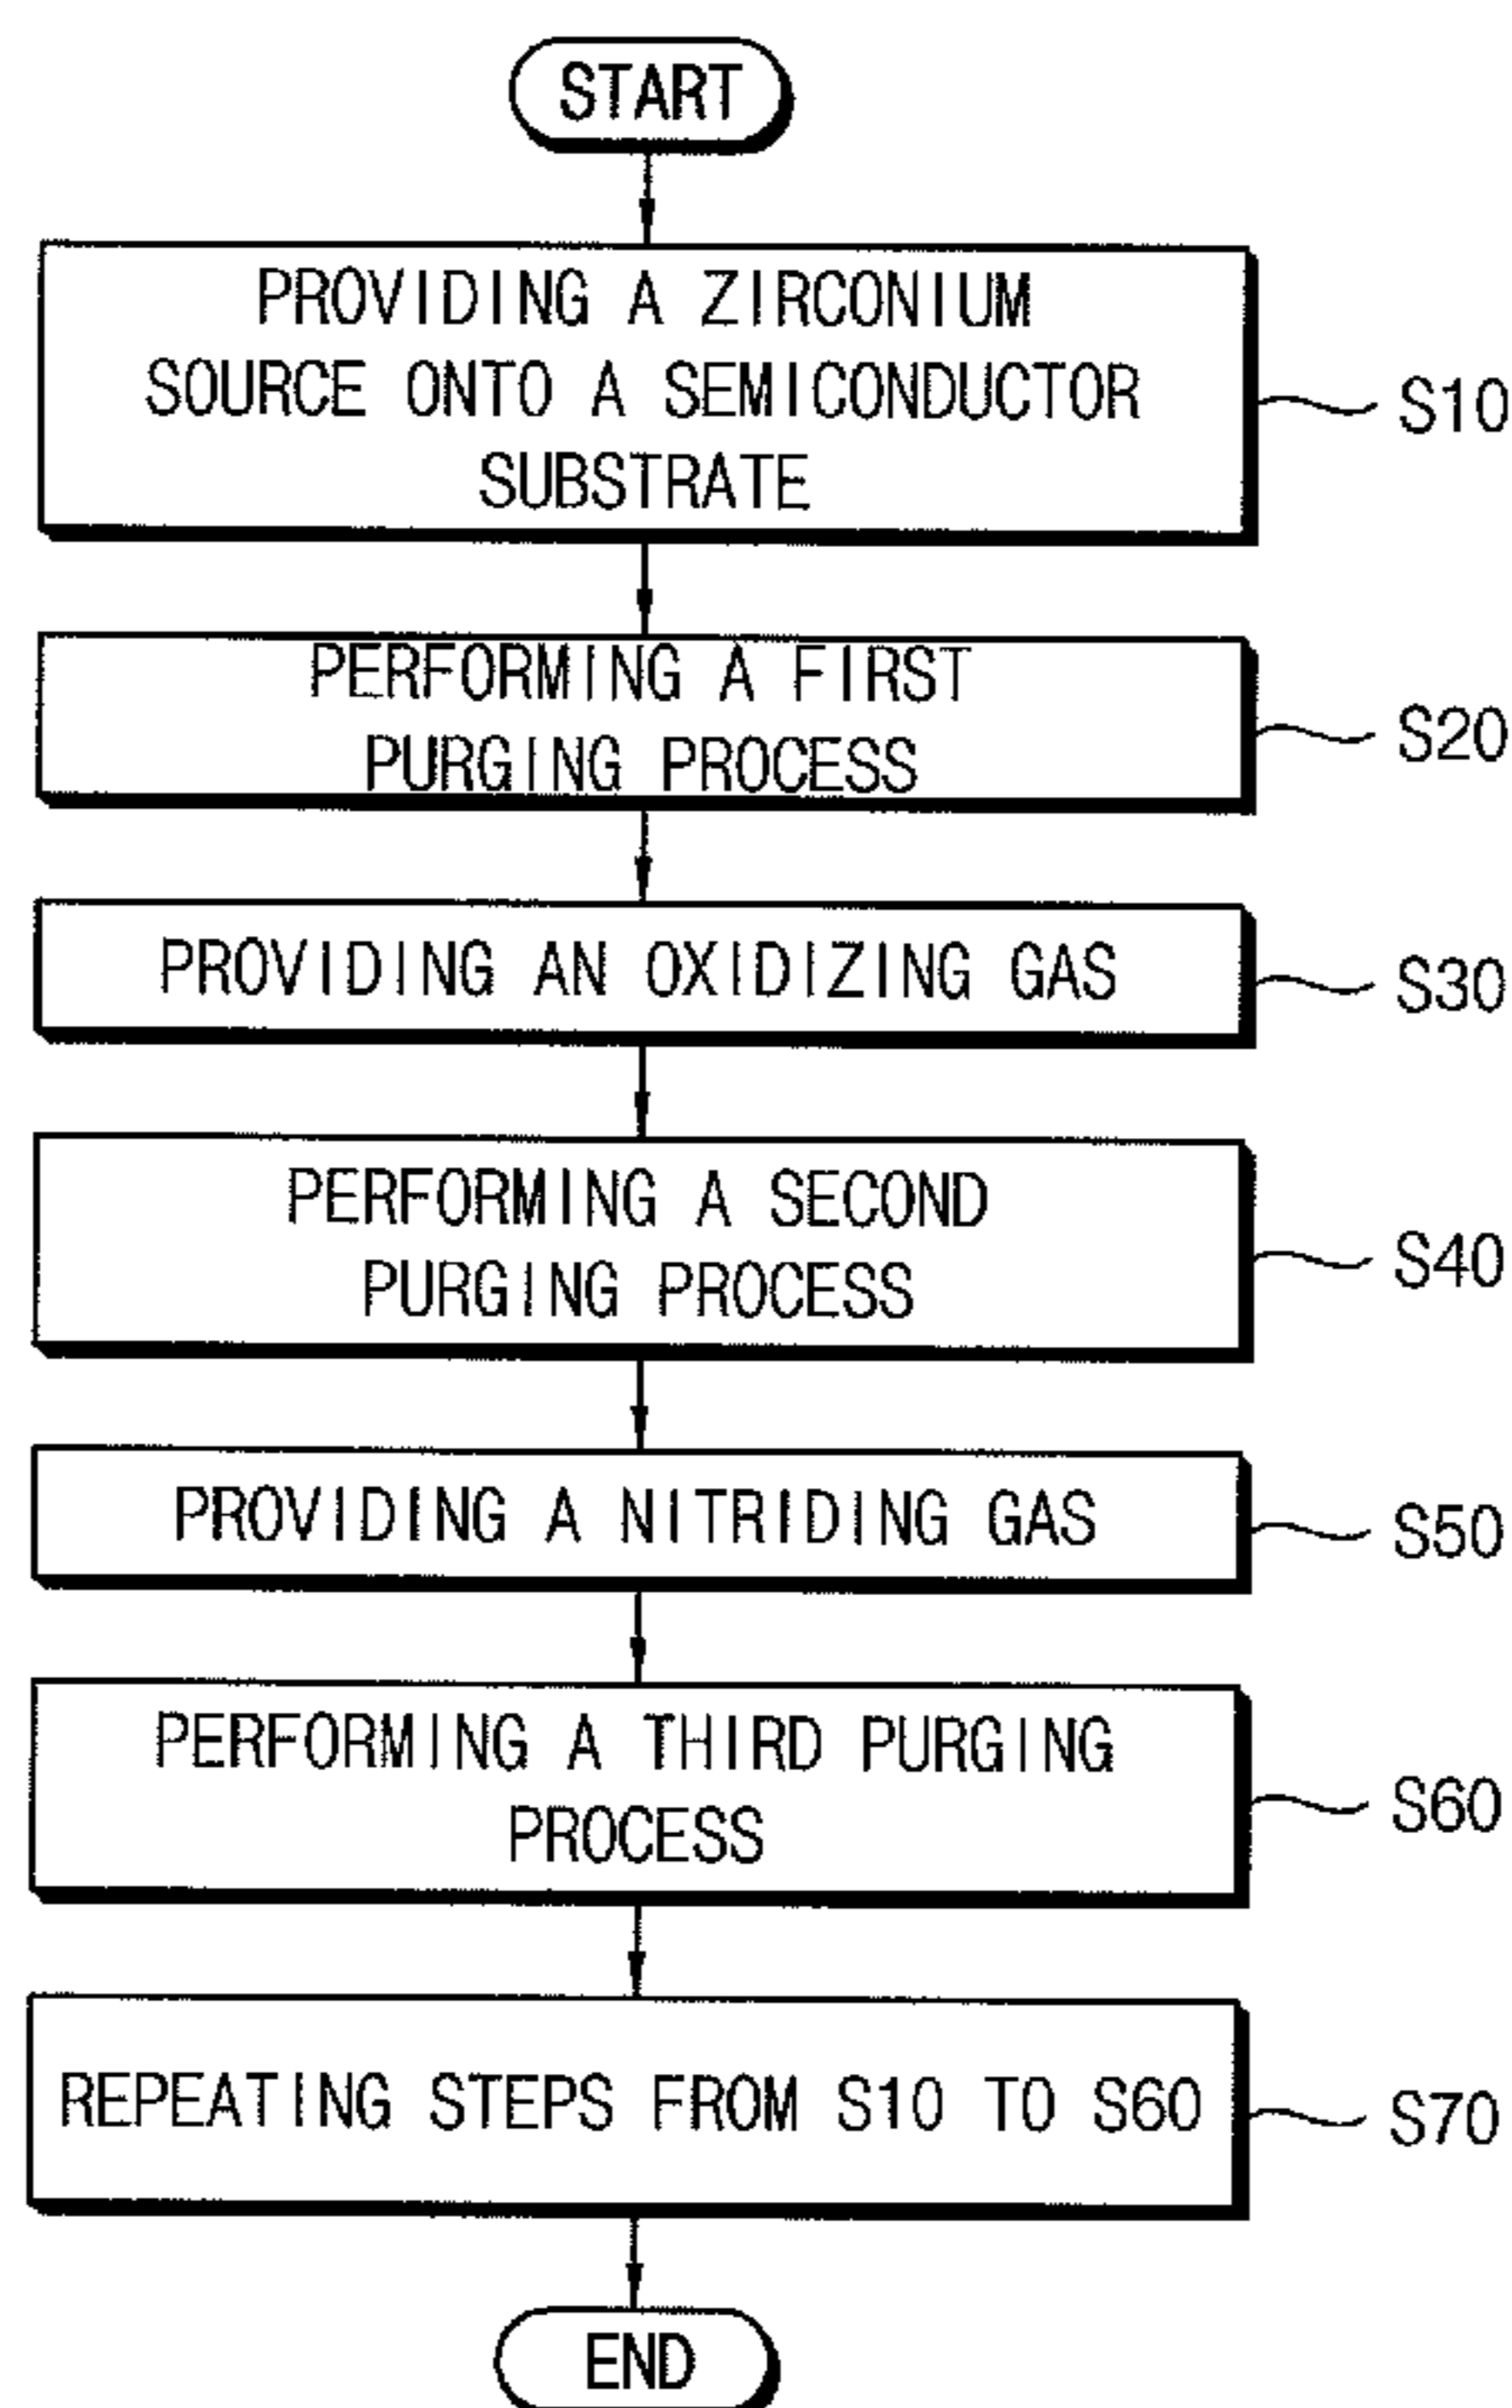 START
PROVIDING A ZIRCONIUM
SOURCE ONTO A SEMICONDUCTOR
SUBSTRATE
S10
PERFORMING A FIRST
PURGING PROCESS
S20
PROVIDING AN OXIDIZING GAS
S30
PERFORMING A SECOND
PURGING PROCESS
S40
PROVIDING A NITRIDING GAS
S50
PERFORMING A THIRD PURGING
PROCESS
S60
REPEATING STEPS FROM S10 TO S60
S70
END